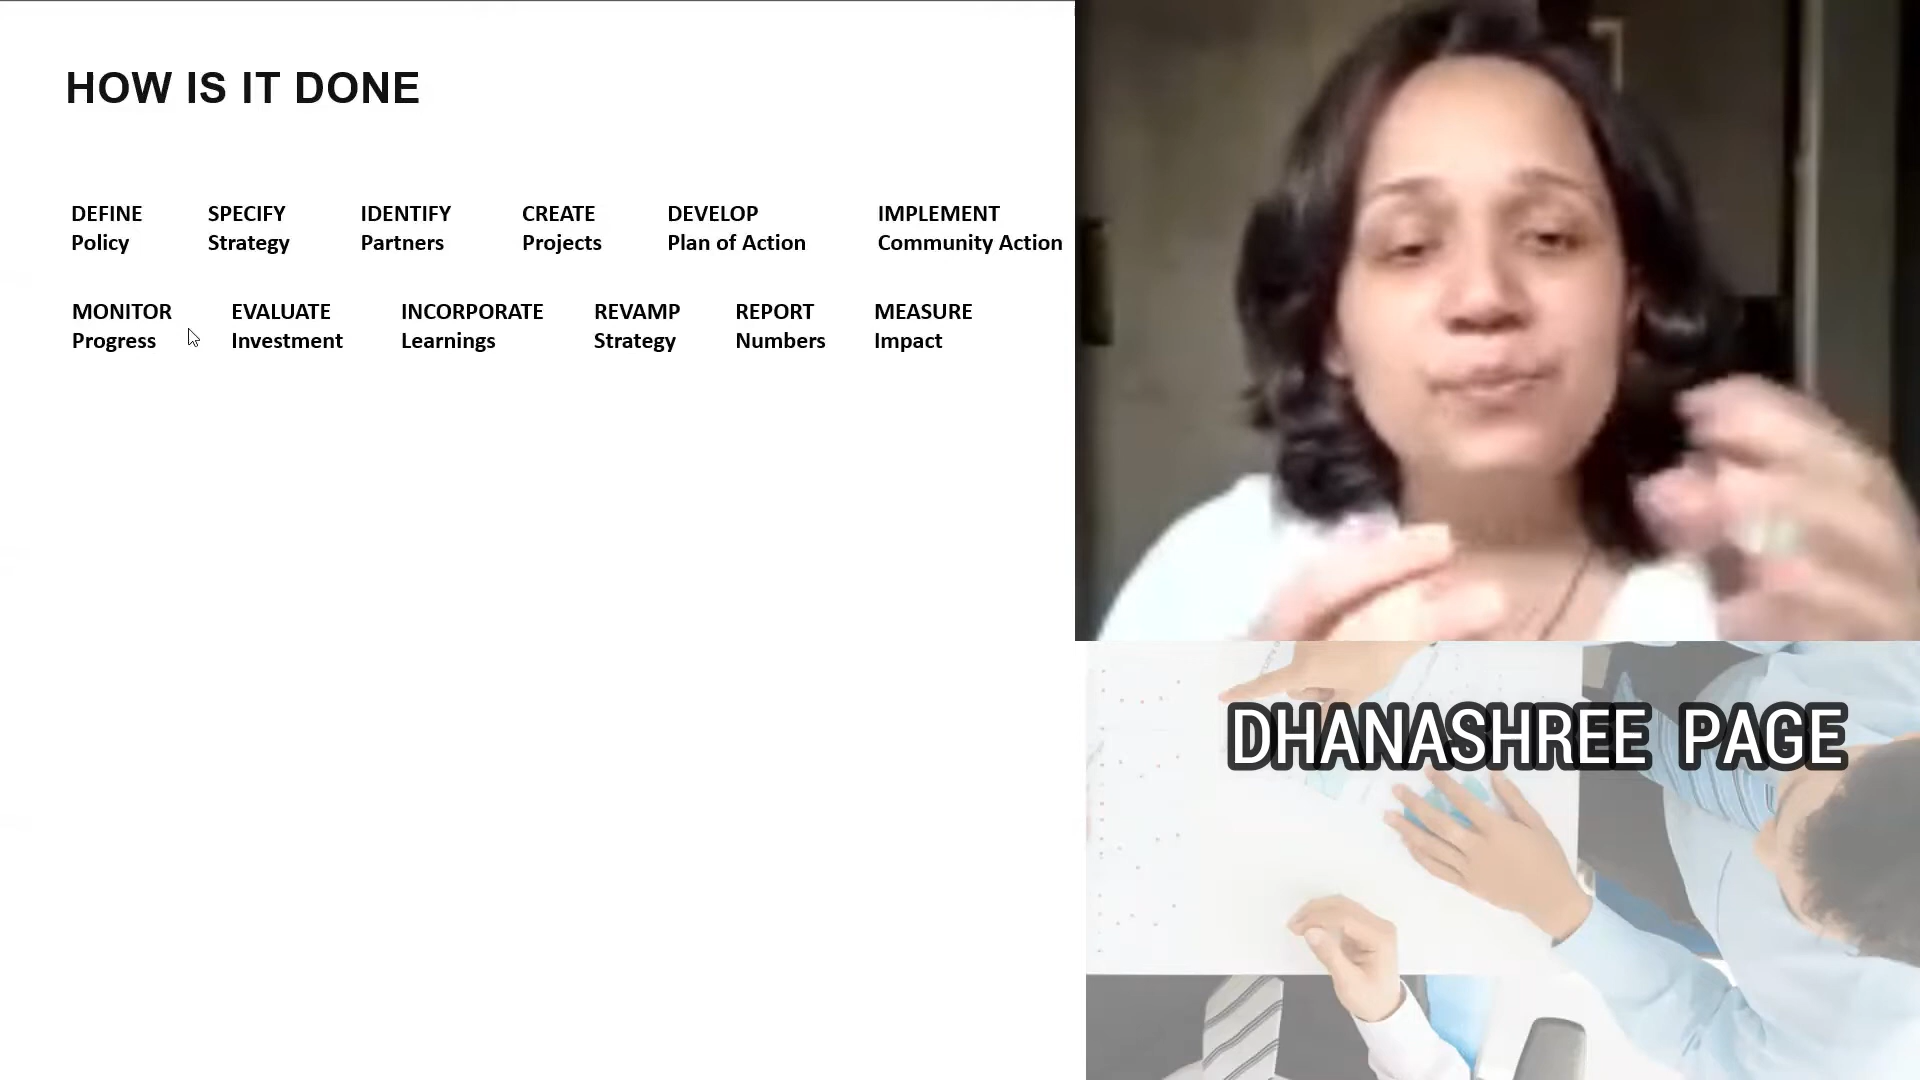 HOW IS IT DONE
DEFINE SPECIFY IDENTIFY CREATE DEVELOP IMPLEMENT
Policy Strategy Partners Projects Plan of Action Community Action
MONITOR EVALUATE INCORPORATE REVAMP REPORT MEASURE
Progress Investment Learnings Strategy Numbers Impact
DHANASHREE PAGE